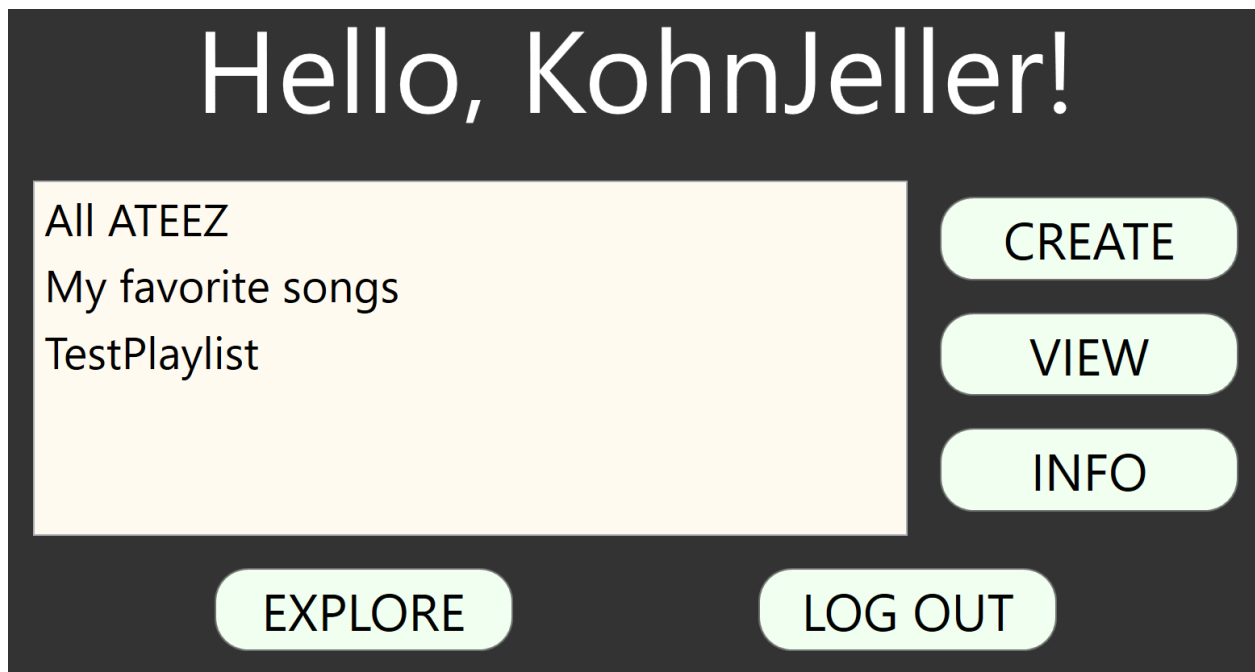 Hello, KohnJeller!
All ATEEZ
My favorite songs
TestPlaylist
CREATE
VIEW
INFO
EXPLORE
LOG OUT